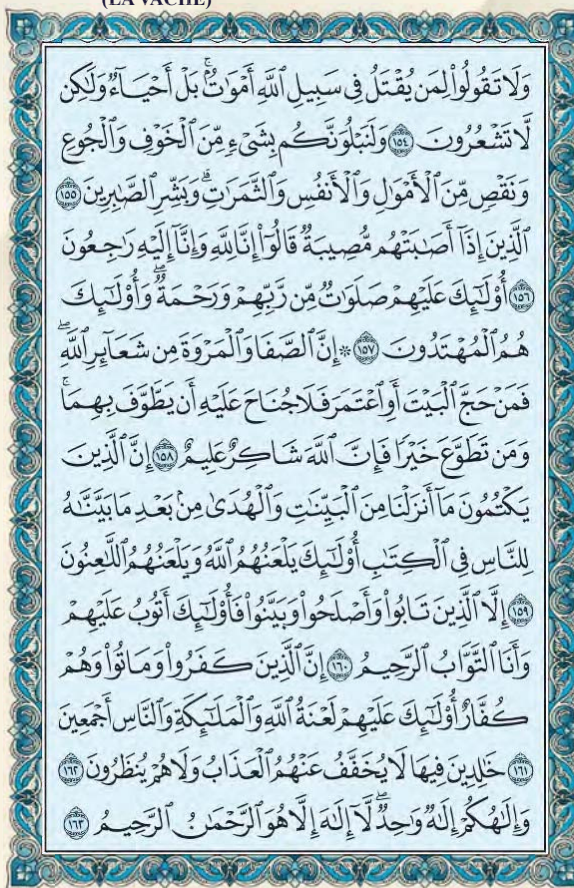 (LA VACHE)
وَلَا تَقُولُوا۟ لِمَن يُقْتَلُ فِى سَبِيلِ ٱللَّهِ أَمْوَٰتٌۢ ۚ بَلْ أَحْيَآءٌ وَلَـٰكِن
لَّا تَشْعُرُونَ ١٥٤ وَلَنَبْلُوَنَّكُم بِشَىْءٍ مِّنَ ٱلْخَوْفِ وَٱلْجُوعِ
وَنَقْصٍ مِّنَ ٱلْأَمْوَٰلِ وَٱلْأَنفُسِ وَٱلثَّمَرَٰتِ ۗ وَبَشِّرِ ٱلصَّـٰبِرِينَ ١٥٥
ٱلَّذِينَ إِذَآ أَصَـٰبَتْهُم مُّصِيبَةٌ قَالُوٓا۟ إِنَّا لِلَّهِ وَإِنَّآ إِلَيْهِ رَٰجِعُونَ
١٥٦ أُو۟لَـٰٓئِكَ عَلَيْهِمْ صَلَوَٰتٌ مِّن رَّبِّهِمْ وَرَحْمَةٌ ۖ وَأُو۟لَـٰٓئِكَ
هُمُ ٱلْمُهْتَدُونَ ١٥٧ ۞ إِنَّ ٱلصَّفَا وَٱلْمَرْوَةَ مِن شَعَآئِرِ ٱللَّهِ ۖ
فَمَنْ حَجَّ ٱلْبَيْتَ أَوِ ٱعْتَمَرَ فَلَا جُنَاحَ عَلَيْهِ أَن يَطَّوَّفَ بِهِمَا ۚ
وَمَن تَطَوَّعَ خَيْرًا فَإِنَّ ٱللَّهَ شَاكِرٌ عَلِيمٌ ١٥٨ إِنَّ ٱلَّذِينَ
يَكْتُمُونَ مَآ أَنزَلْنَا مِنَ ٱلْبَيِّنَـٰتِ وَٱلْهُدَىٰ مِنۢ بَعْدِ مَا بَيَّنَّـٰهُ
لِلنَّاسِ فِى ٱلْكِتَـٰبِ أُو۟لَـٰٓئِكَ يَلْعَنُهُمُ ٱللَّهُ وَيَلْعَنُهُمُ ٱللَّـٰعِنُونَ
١٥٩ إِلَّا ٱلَّذِينَ تَابُوا۟ وَأَصْلَحُوا۟ وَبَيَّنُوا۟ فَأُو۟لَـٰٓئِكَ أَتُوبُ عَلَيْهِمْ
وَأَنَا ٱلتَّوَّابُ ٱلرَّحِيمُ ١٦٠ إِنَّ ٱلَّذِينَ كَفَرُوا۟ وَمَاتُوا۟ وَهُمْ
كُفَّارٌ أُو۟لَـٰٓئِكَ عَلَيْهِمْ لَعْنَةُ ٱللَّهِ وَٱلْمَلَـٰٓئِكَةِ وَٱلنَّاسِ أَجْمَعِينَ
١٦١ خَـٰلِدِينَ فِيهَا لَا يُخَفَّفُ عَنْهُمُ ٱلْعَذَابُ وَلَا هُمْ يُنظَرُونَ ١٦٢
وَإِلَـٰهُكُمْ إِلَـٰهٌ وَٰحِدٌ ۖ لَّآ إِلَـٰهَ إِلَّا هُوَ ٱلرَّحْمَـٰنُ ٱلرَّحِيمُ ١٦٣